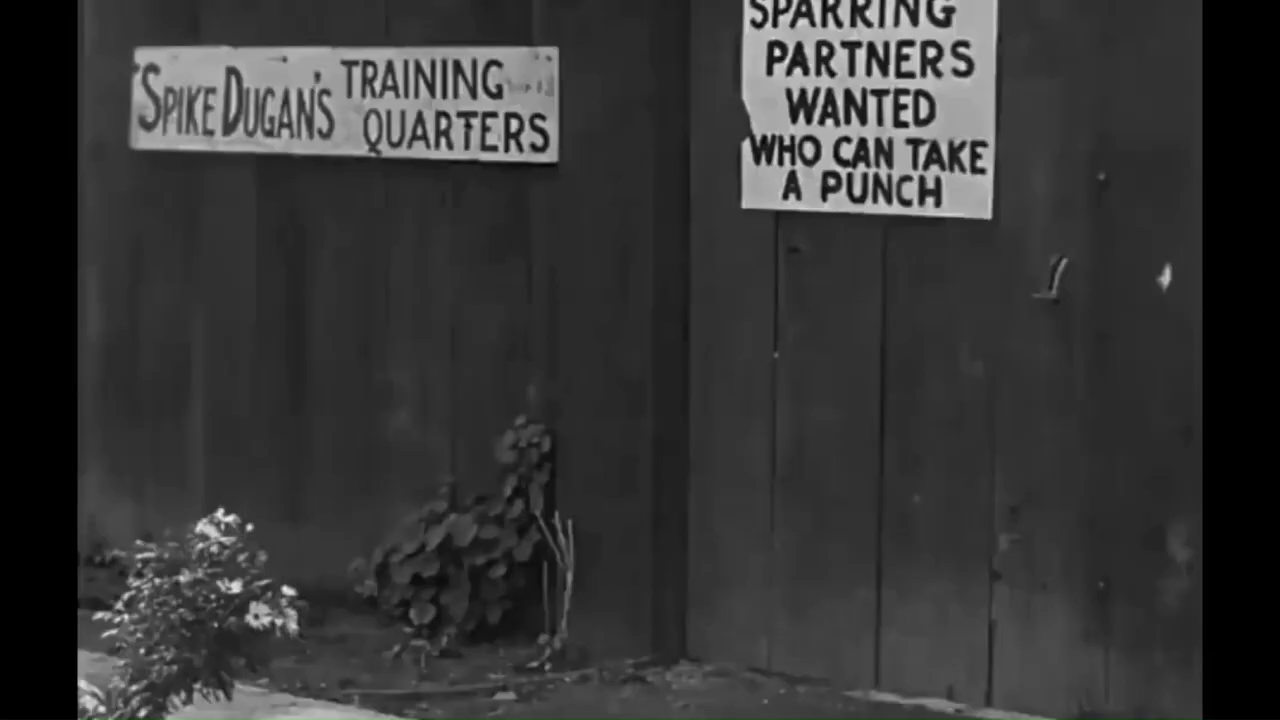 SPIKE DUGAN'S TRAINING
QUARTERS
SPARRING
PARTNERS
WANTED
WHO CAN TAKE
A PUNCH